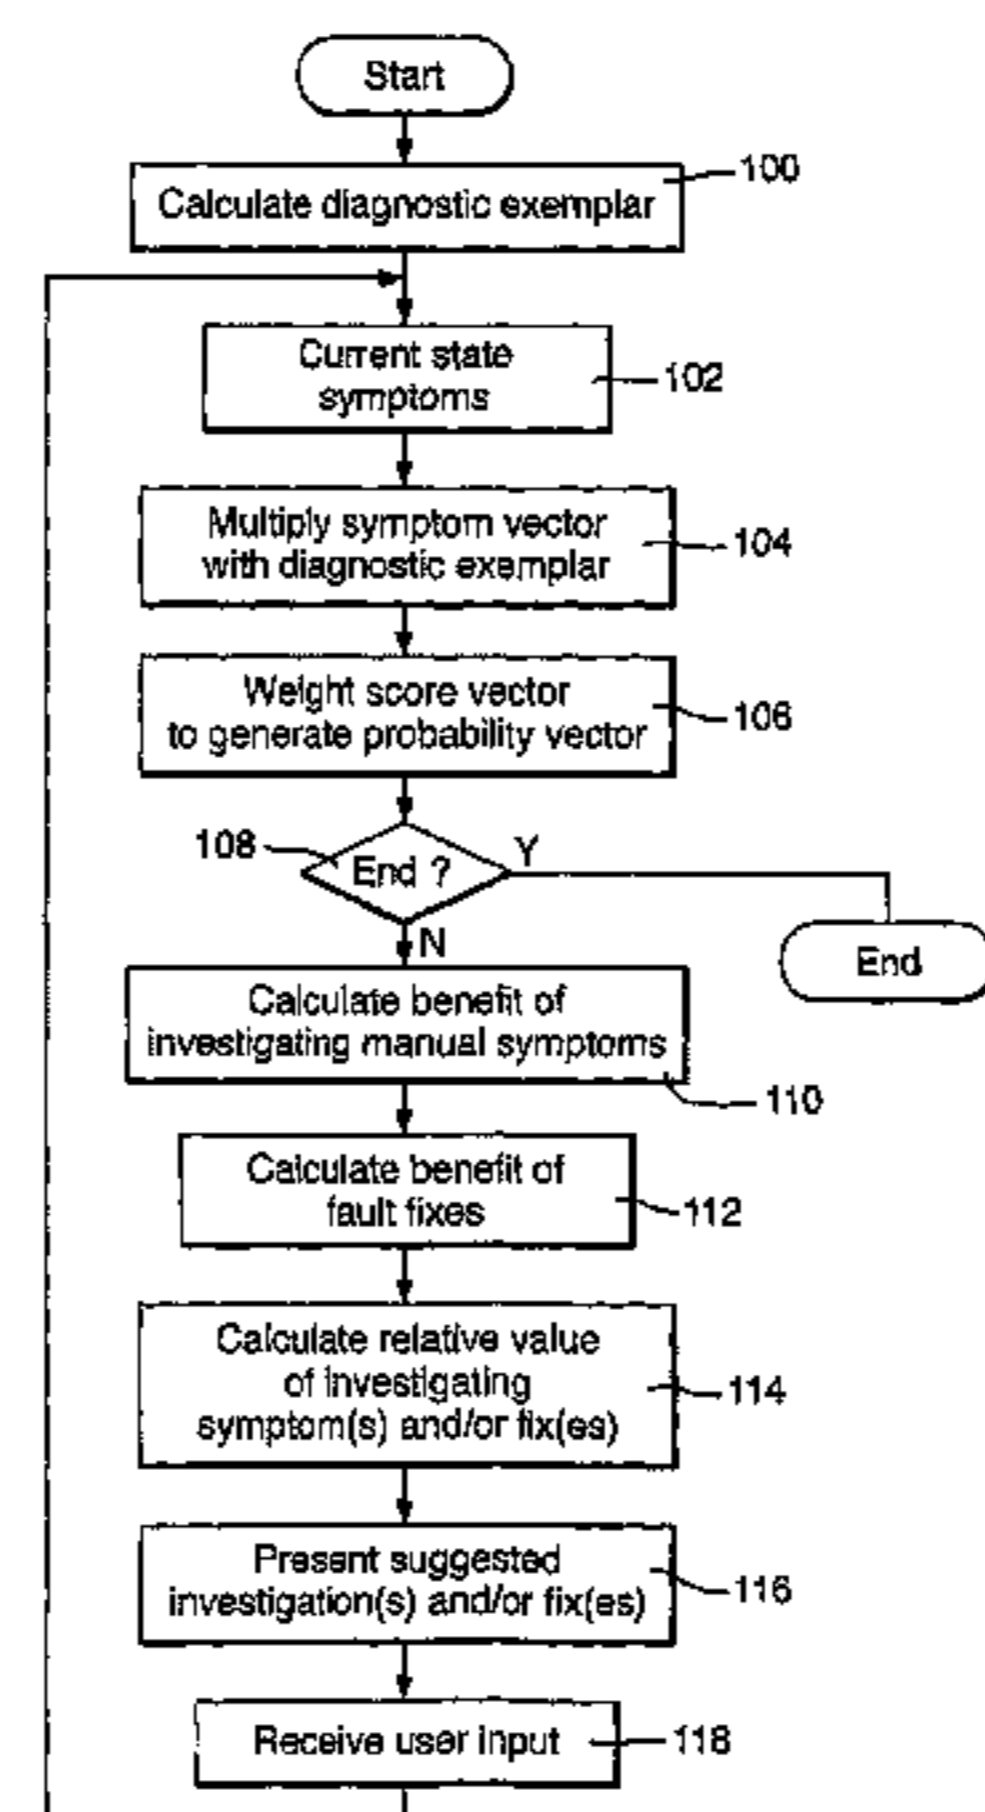 Start
100
Calculate diagnostic exemplar
Current state
symptoms
102
Multiply symptom vector
with diagnostic exemplar
104
Weight score vector
to generate probability vector
106
108
End ?
Y
N
End
Calculate benefit of
investigating manual symptoms
110
Calculate benefit of
fault fixes
112
Calculate relative value
of investigating
symptom(s) and/or fix(es)
114
Present suggested
investigation(s) and/or fix(es)
116
Receive user input
118